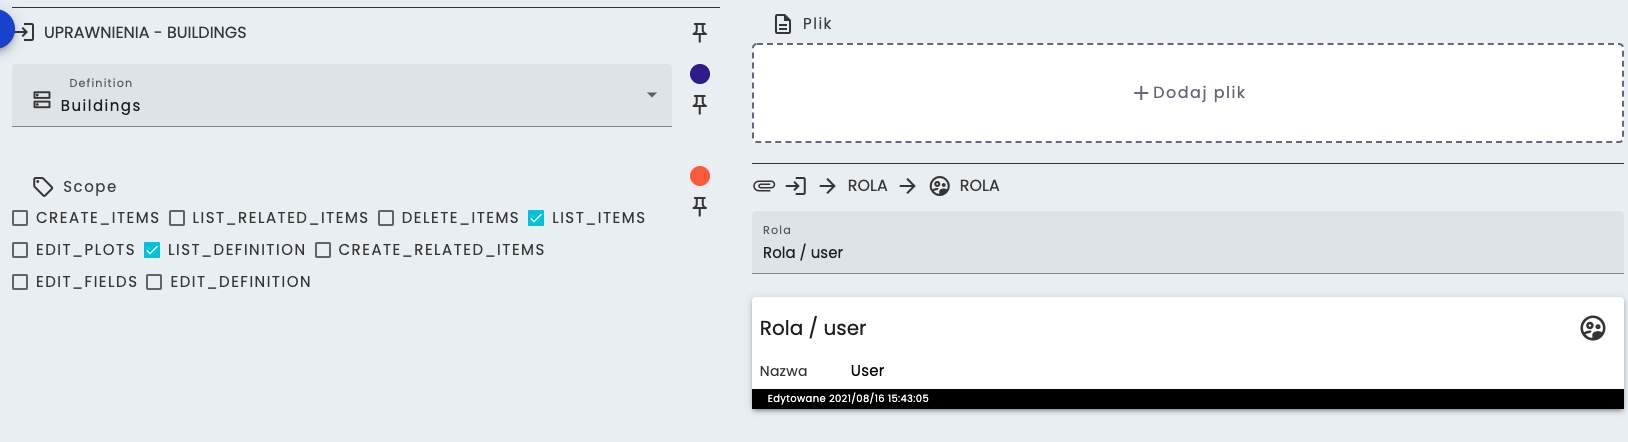 UPRAWNIENIA - BUILDINGS
Definition
Buildings
Scope
CREATE_ITEMS LIST_RELATED_ITEMS DELETE_ITEMS LIST_ITEMS
EDIT_PLOTS LIST_DEFINITION CREATE_RELATED_ITEMS
EDIT_FIELDS EDIT_DEFINITION
Plik
+ Dodaj plik
ROLA ROLA
Rola
Rola / user
Rola / user
Nazwa User
Edytowane 2021/08/16 15:43:05